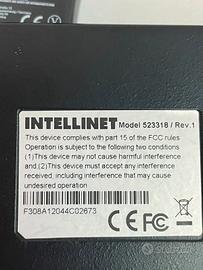 INTELLINET Model 523318 / Rev.1
This device complies with part 15 of the FCC rules
Operation is subject to the following two conditions
(1)This device may not cause harmful interference
and,(2)This device must accept any interference
received, including interference that may cause
undesired operation
F308A12044C02673
FCC CE
subito